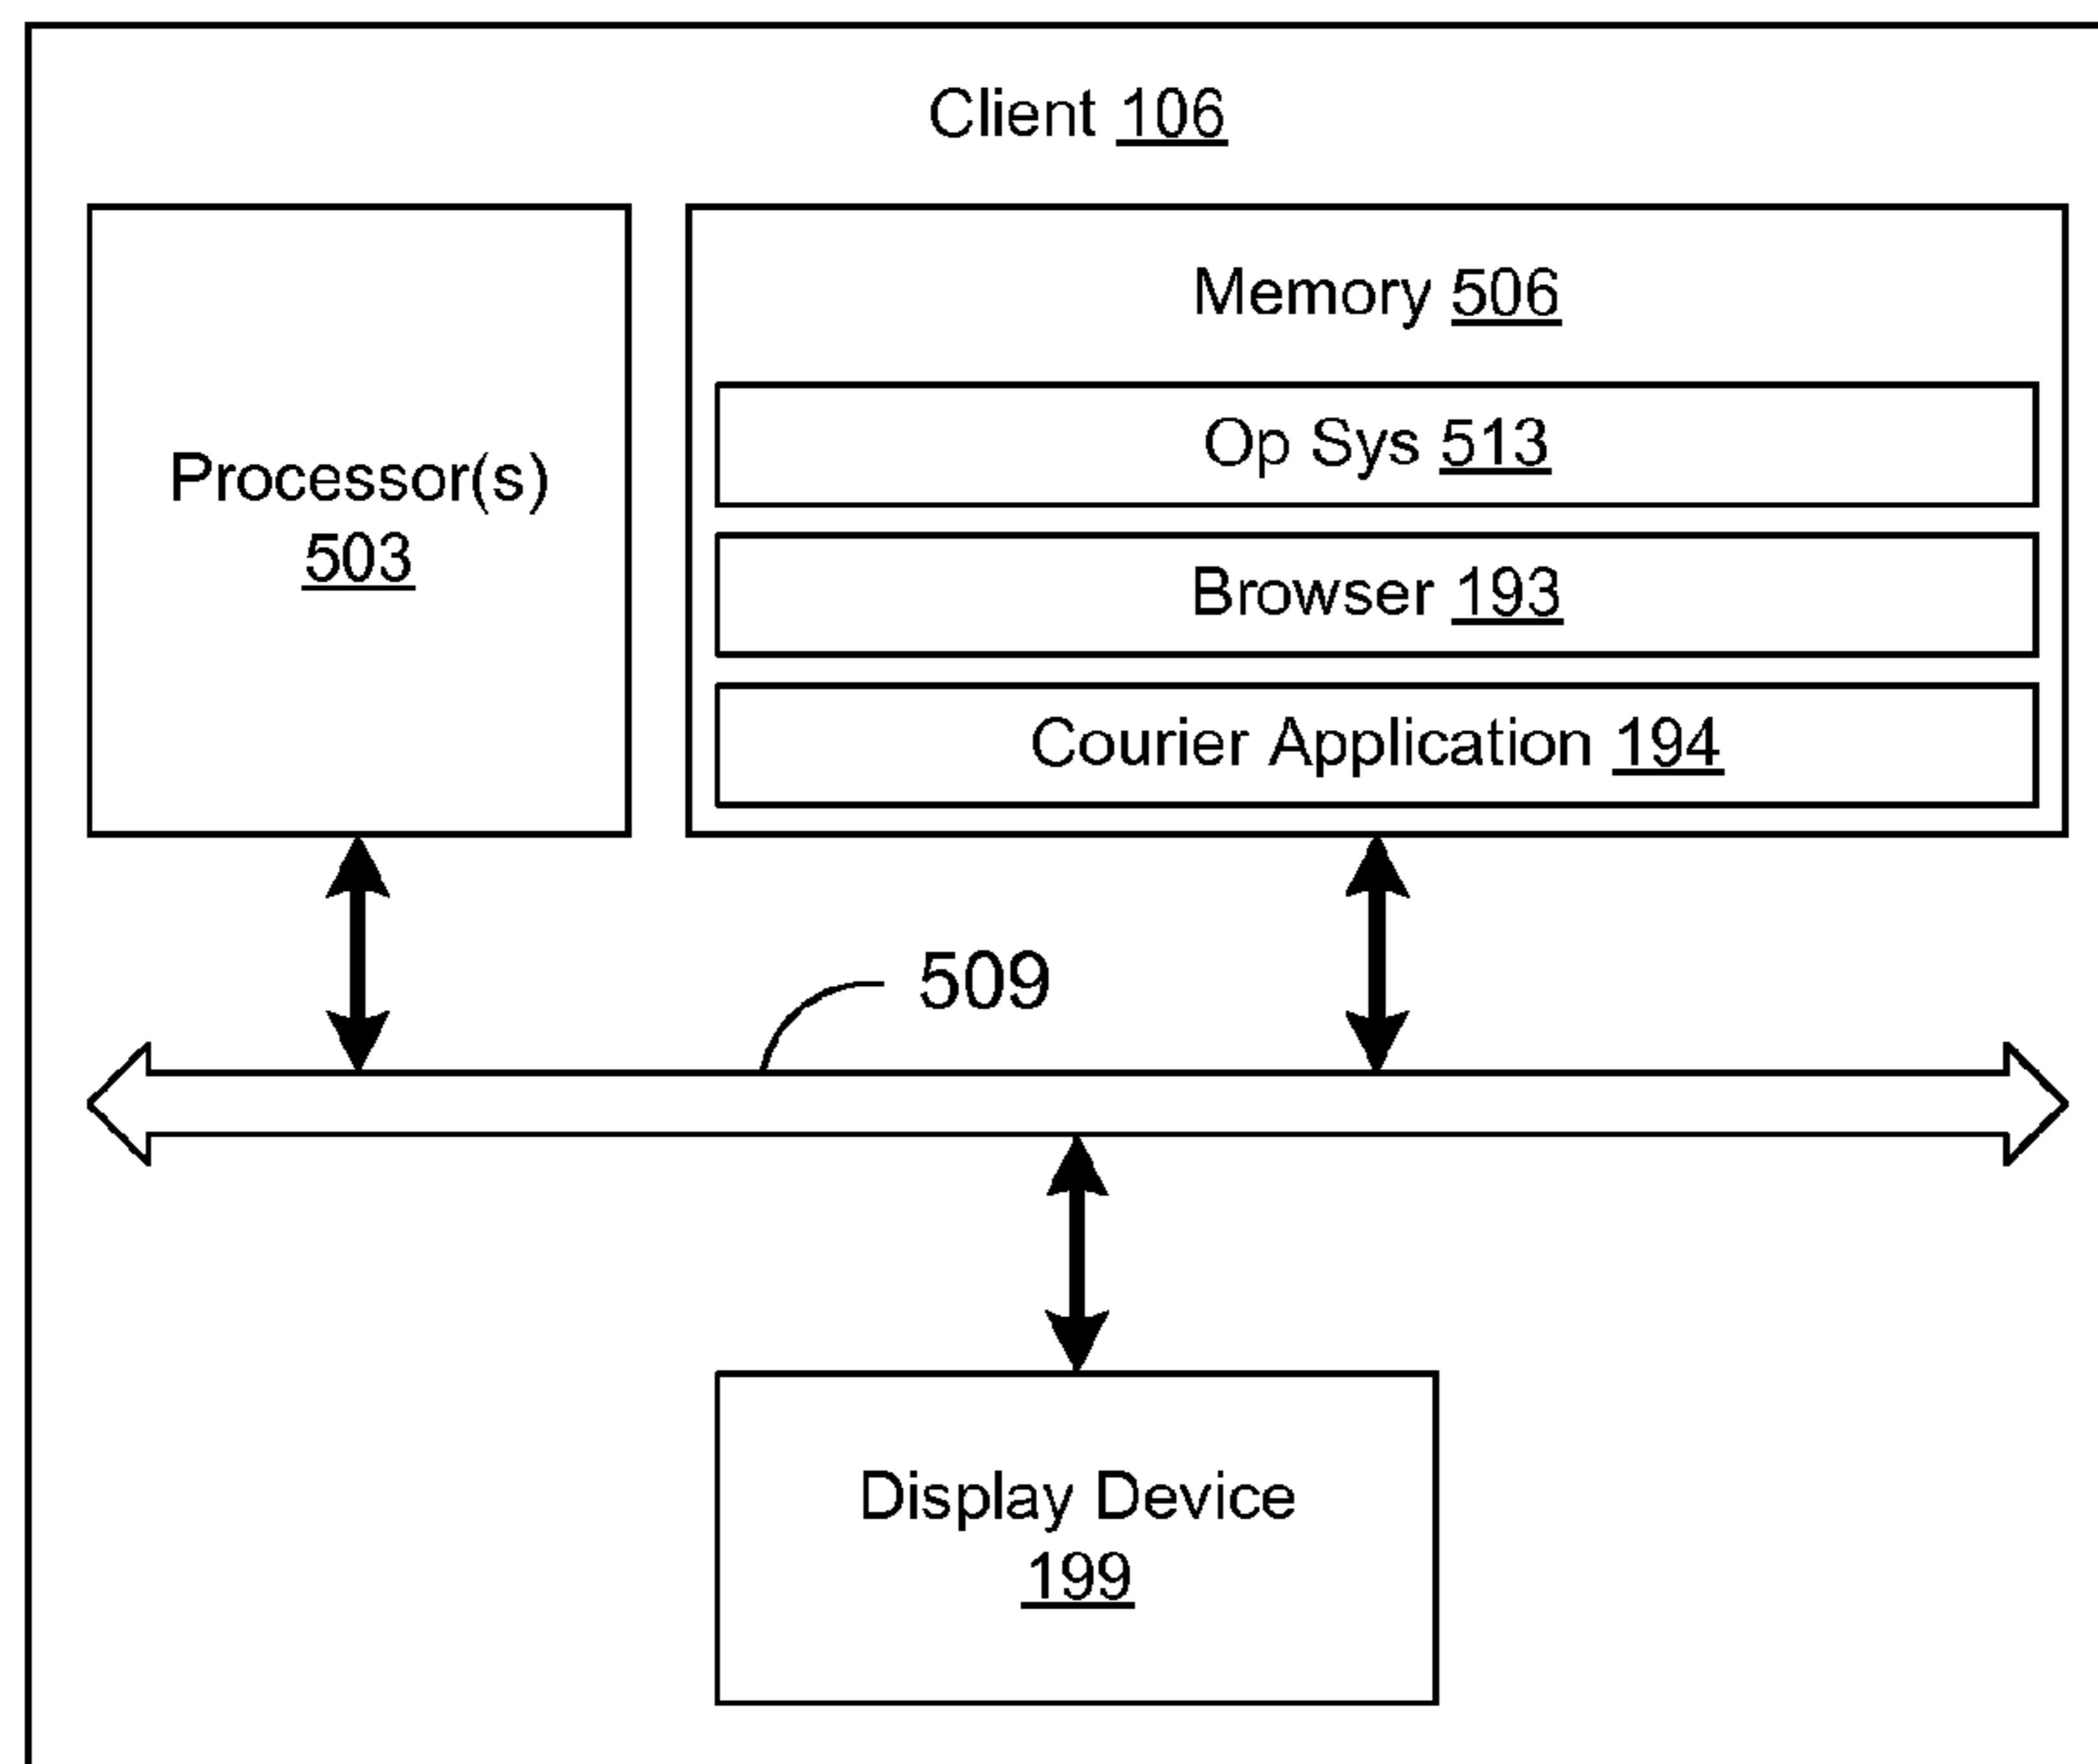 Client 106
Processor(s)
503
Memory 506
Op Sys 513
Browser 193
Courier Application 194
509
Display Device
199